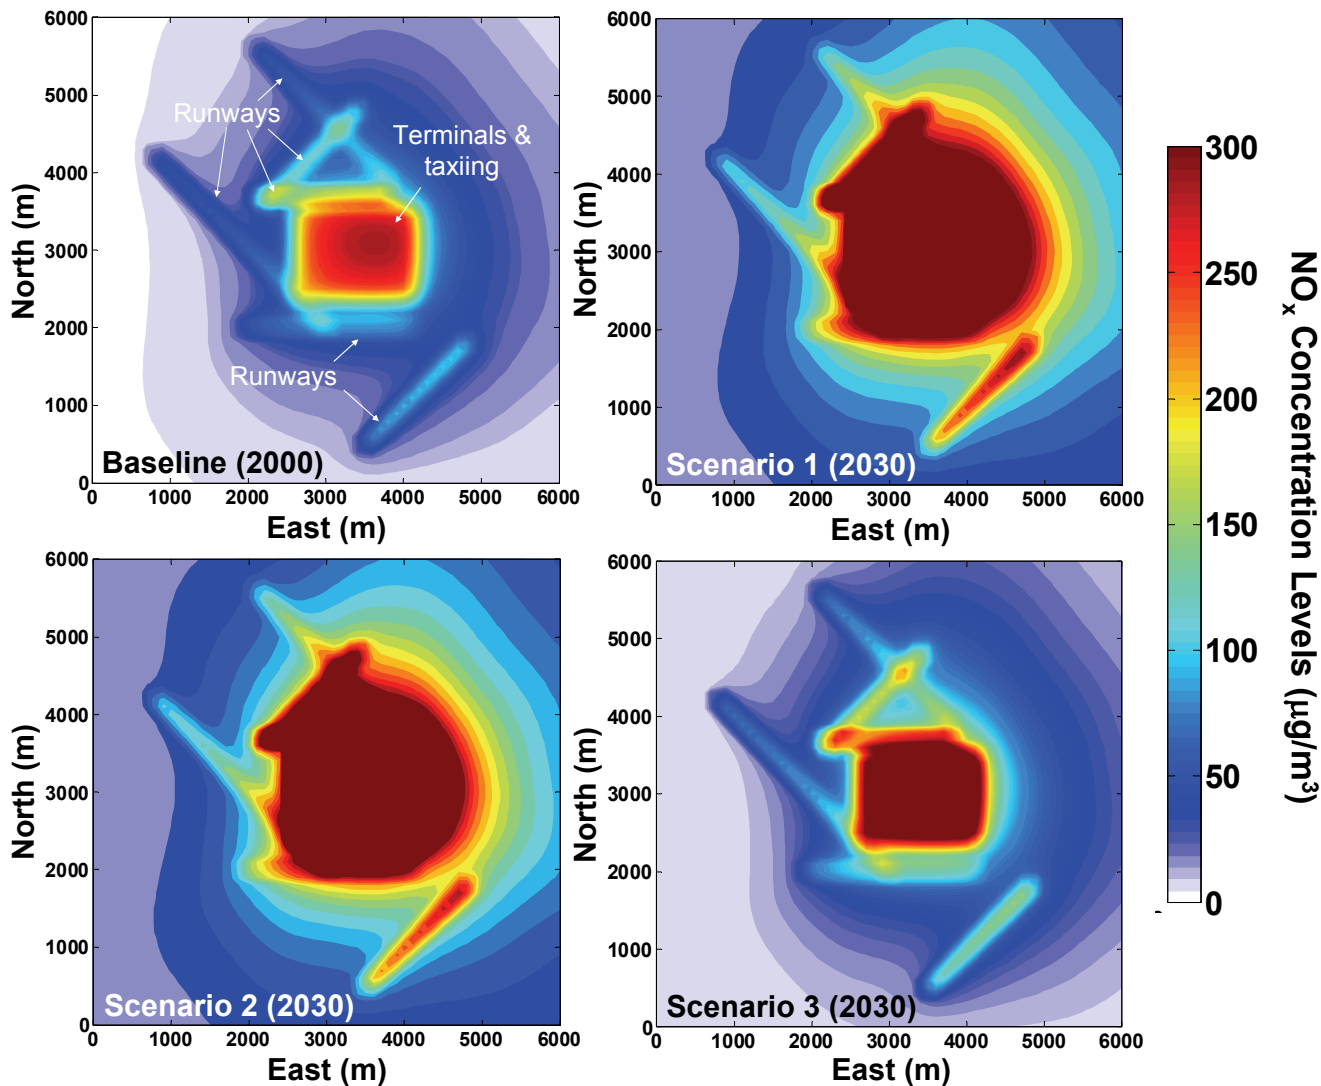 6000
5000
4000
3000
2000
1000
0
North (m)
Runways
Terminals &
taxiing
Runways
Baseline (2000)
0 1000 2000 3000 4000 5000 6000
East (m)
6000
5000
4000
3000
2000
1000
0
North (m)
Scenario 1 (2030)
0 1000 2000 3000 4000 5000 6000
East (m)
6000
5000
4000
3000
2000
1000
0
North (m)
Scenario 2 (2030)
0 1000 2000 3000 4000 5000 6000
East (m)
6000
5000
4000
3000
2000
1000
0
North (m)
Scenario 3 (2030)
0 1000 2000 3000 4000 5000 6000
East (m)
300
250
200
150
100
50
0
NOx Concentration Levels (μg/m³)